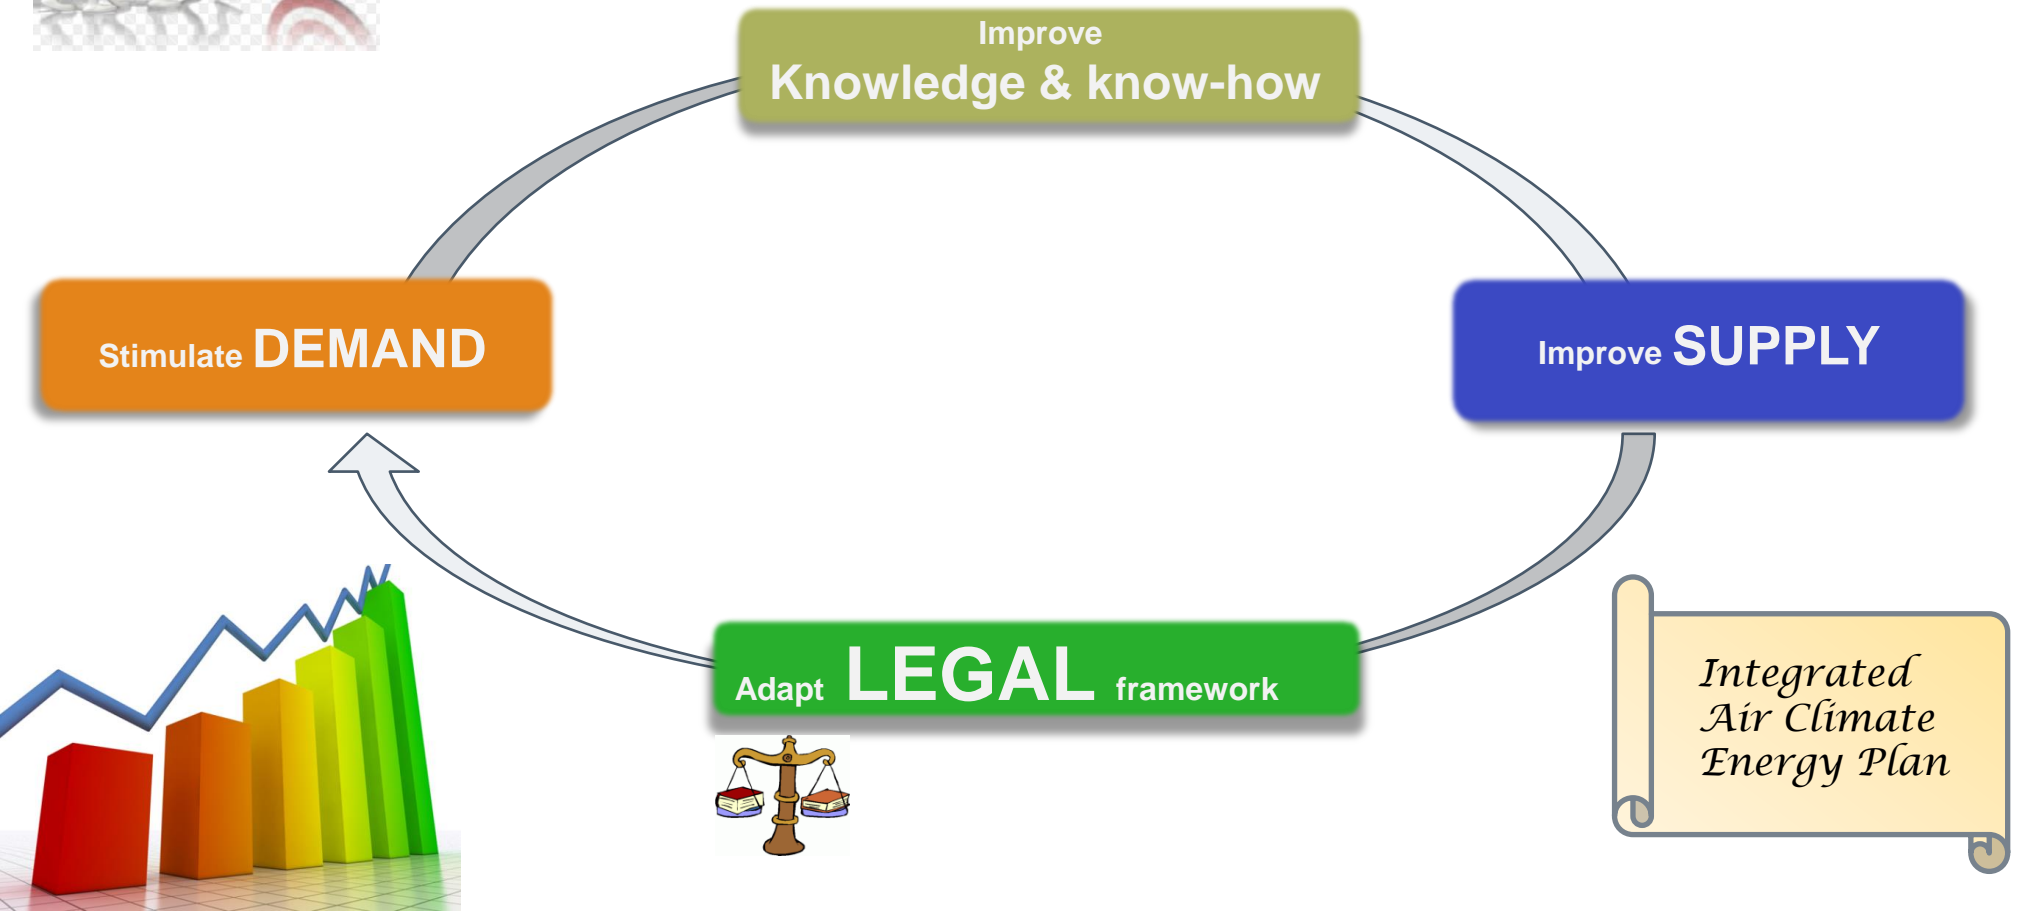 Improve
Knowledge & know-how
Stimulate DEMAND
Improve SUPPLY
Adapt LEGAL framework
Integrated
Air Climate
Energy Plan